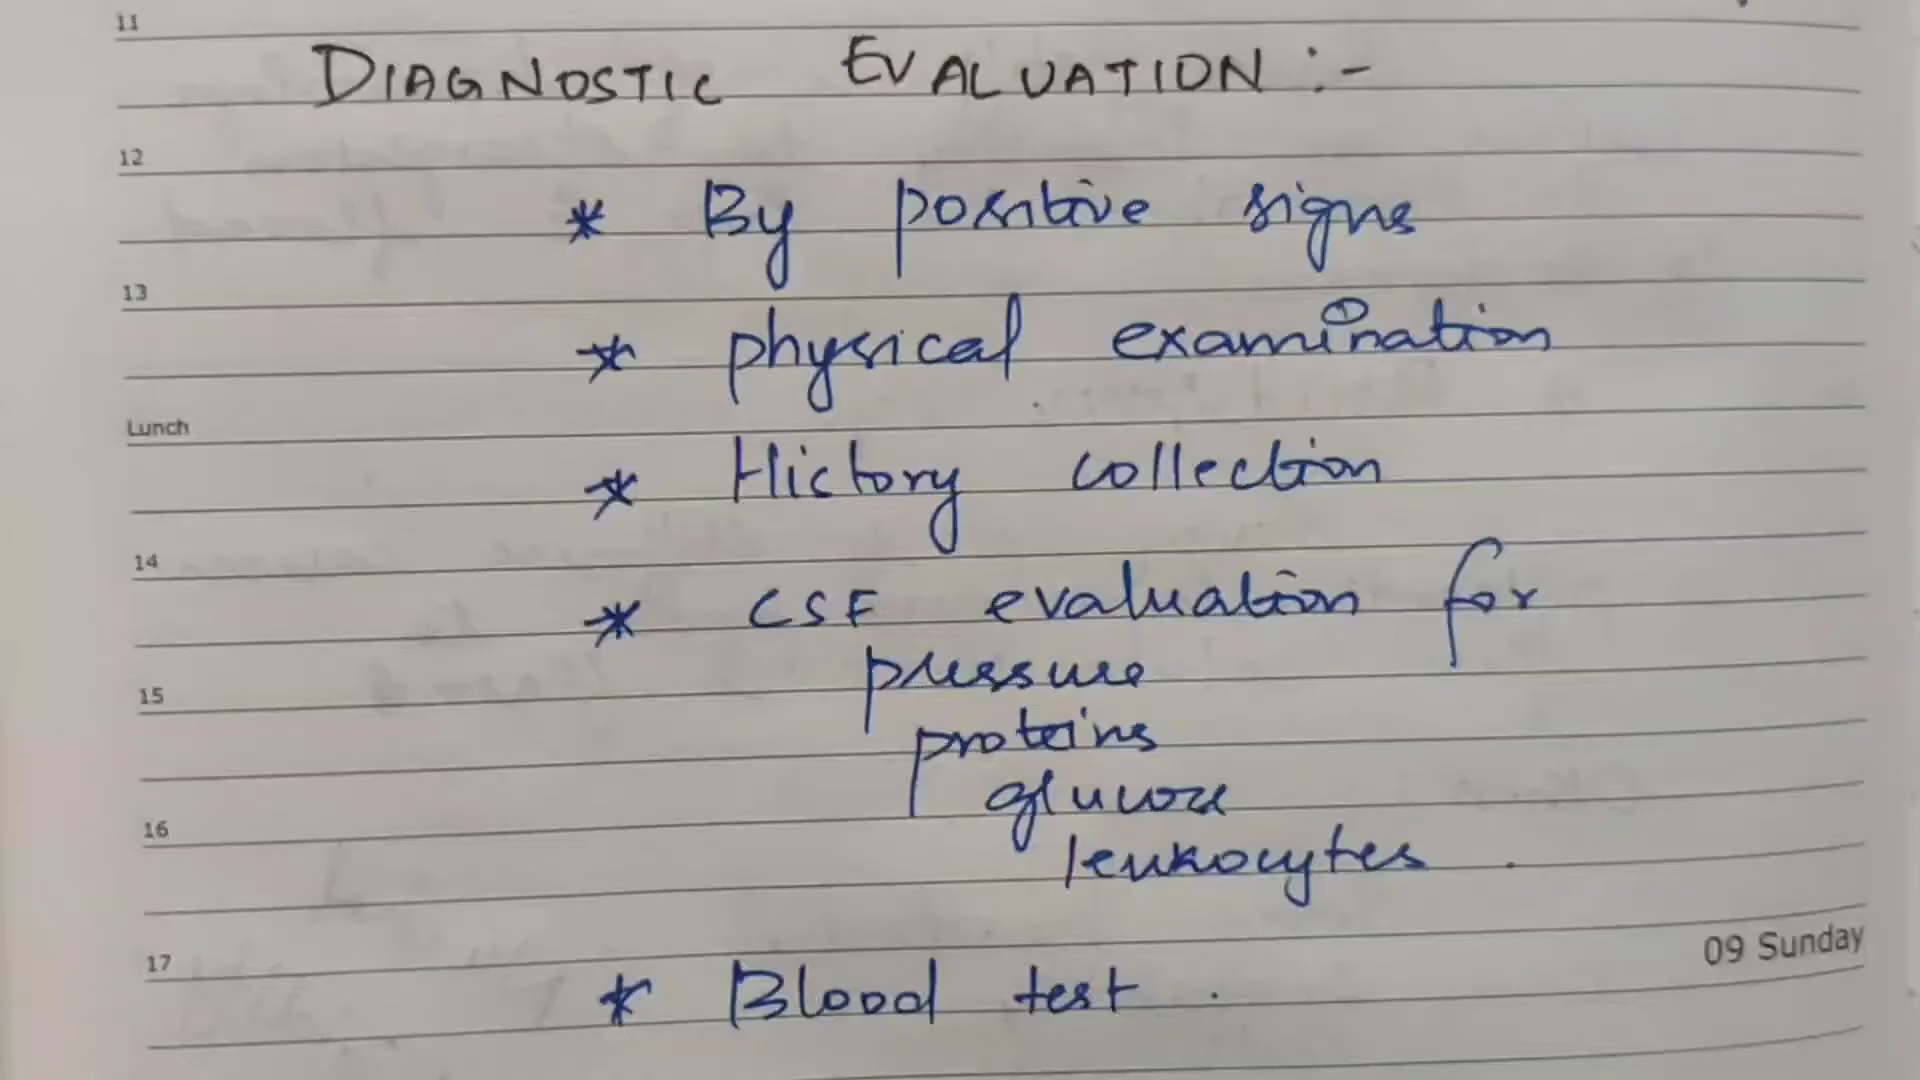 11
DIAGNOSTIC EVALUATION :-
12
* By positive signs
13
* physical examination
Lunch
* History collection
14
* CSF evaluation for
pressure
15
proteins
glucose
16
leukocytes .
09 Sunday
17
* Blood test .